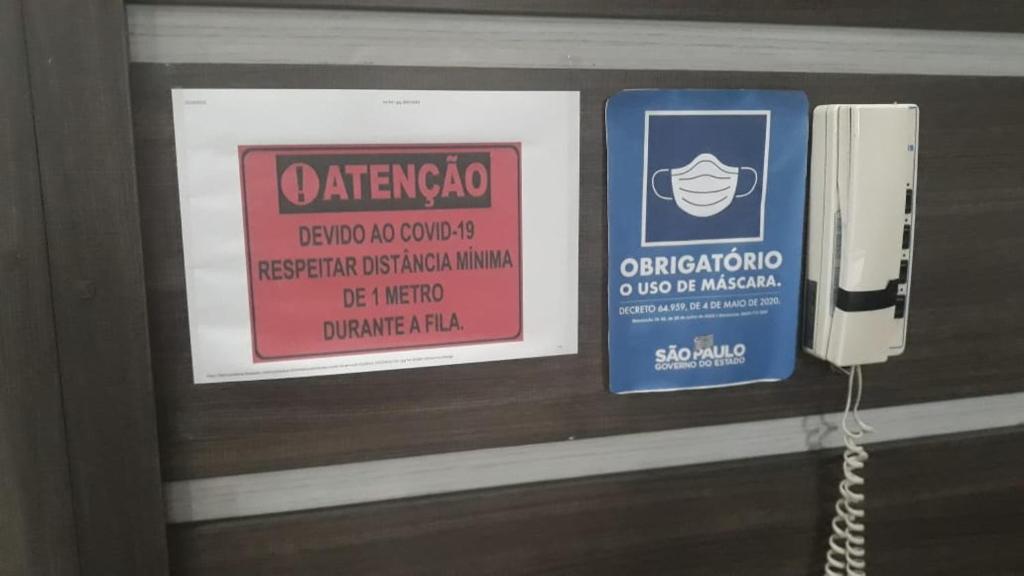 ATENÇÃO
DEVIDO AO COVID-19
RESPEITAR DISTÂNCIA MÍNIMA
DE 1 METRO
DURANTE A FILA.
OBRIGATÓRIO
O USO DE MÁSCARA.
DECRETO 64.959, DE 4 DE MAIO DE 2020.
SÃO PAULO
GOVERNO DO ESTADO